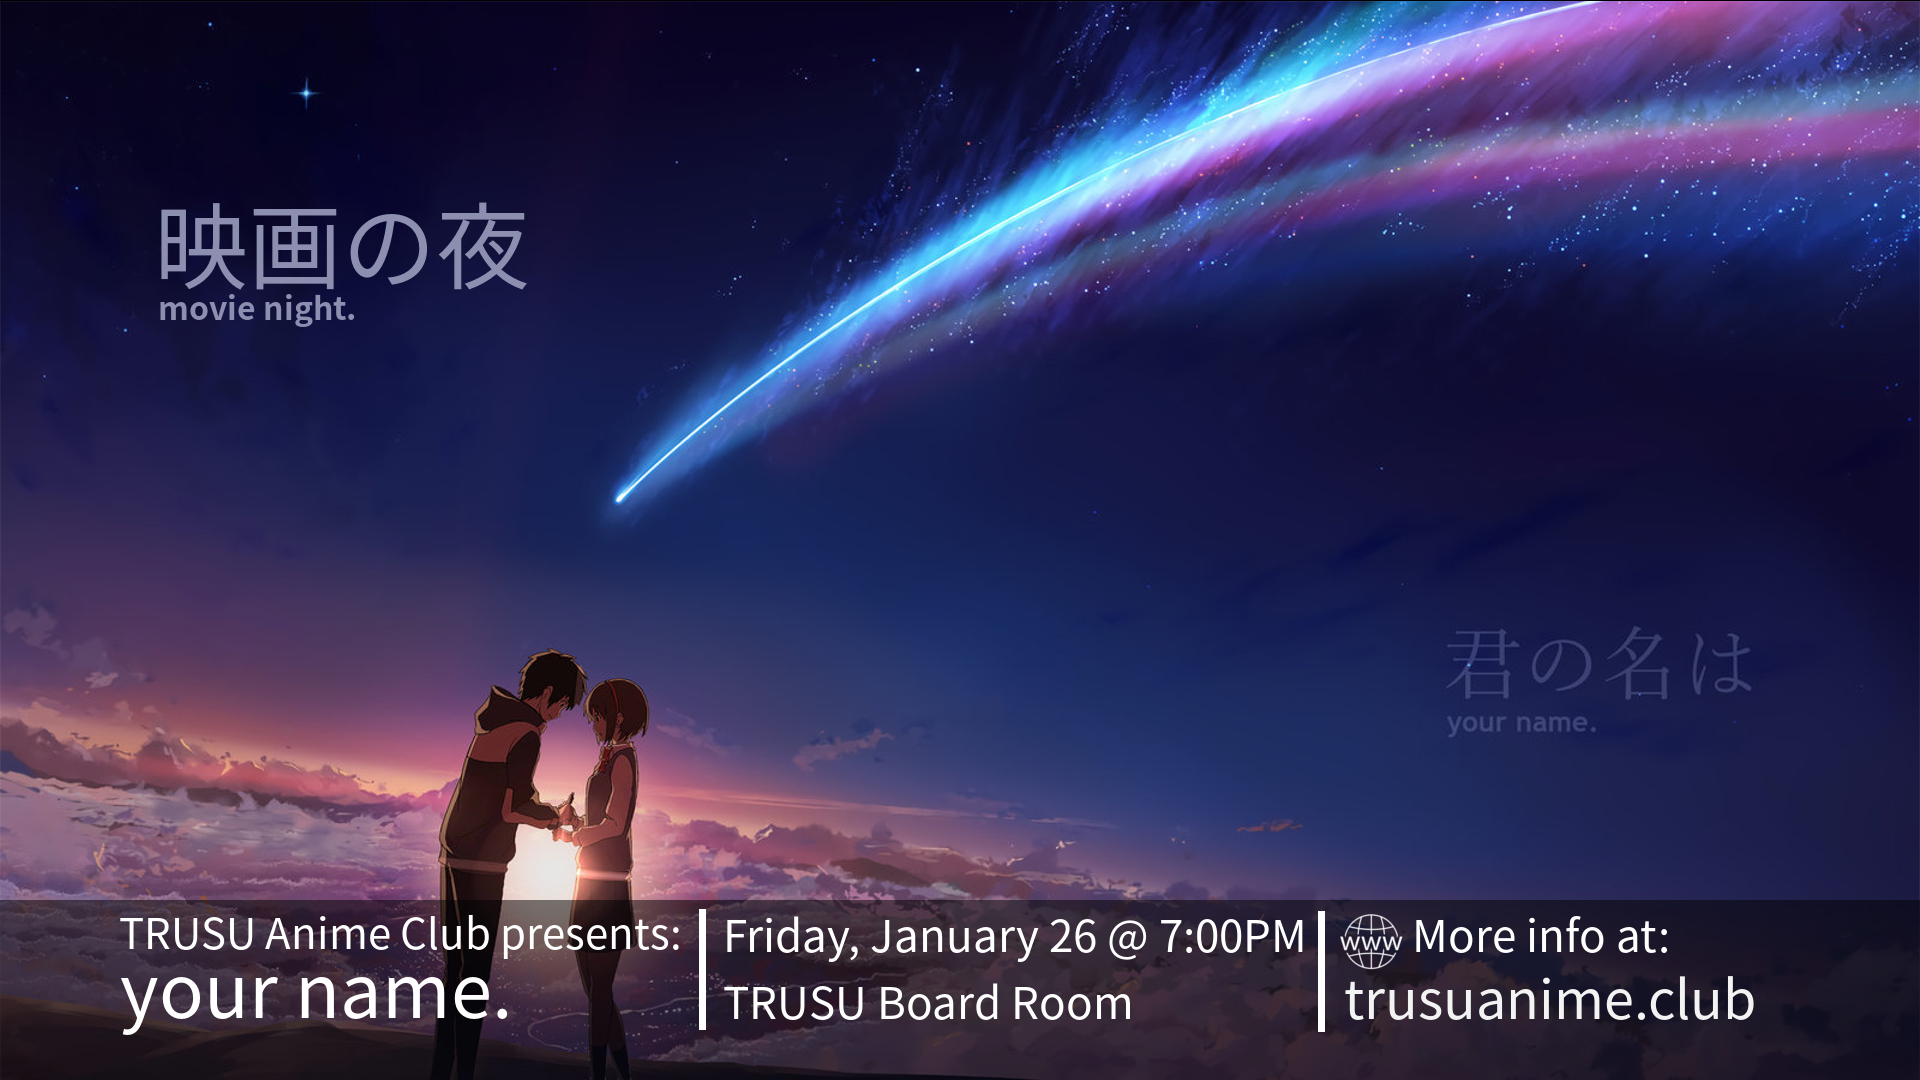 映画の夜
movie night.
君の名は
your name.
TRUSU Anime Club presents:
your name.
Friday, January 26 @ 7:00PM
TRUSU Board Room
www More info at:
trusuanime.club